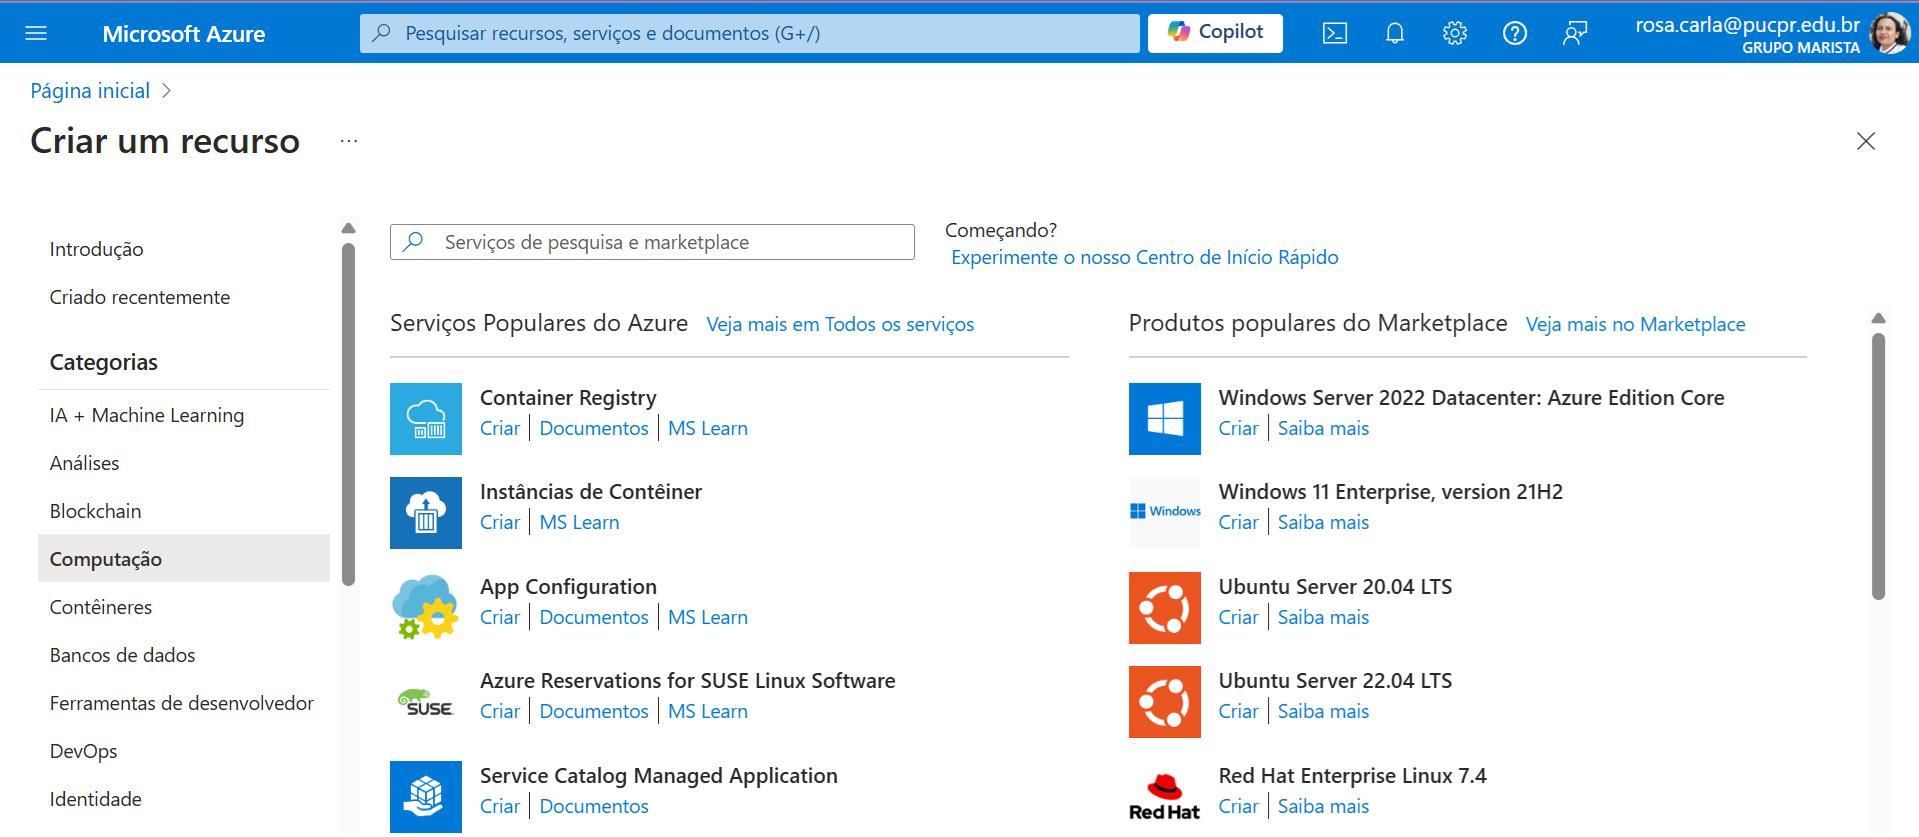 Microsoft Azure
Pesquisar recursos, serviços e documentos (G+/)
Copilot
rosa.carla@pucpr.edu.br
GRUPO MARISTA
Página inicial
Criar um recurso
...
Introdução
Criado recentemente
Categorias
IA + Machine Learning
Análises
Blockchain
Computação
Contêineres
Bancos de dados
Ferramentas de desenvolvedor
DevOps
Identidade
Serviços de pesquisa e marketplace
Começando?
Experimente o nosso Centro de Início Rápido
Serviços Populares do Azure Veja mais em Todos os serviços
Container Registry
Criar | Documentos | MS Learn
Instâncias de Contêiner
Criar | MS Learn
App Configuration
Criar | Documentos | MS Learn
SUSE
Azure Reservations for SUSE Linux Software
Criar | Documentos | MS Learn
Service Catalog Managed Application
Criar | Documentos
Produtos populares do Marketplace Veja mais no Marketplace
Windows Server 2022 Datacenter: Azure Edition Core
Criar | Saiba mais
Windows
Windows 11 Enterprise, version 21H2
Criar | Saiba mais
Ubuntu Server 20.04 LTS
Criar | Saiba mais
Ubuntu Server 22.04 LTS
Criar | Saiba mais
Red Hat
Red Hat Enterprise Linux 7.4
Criar | Saiba mais